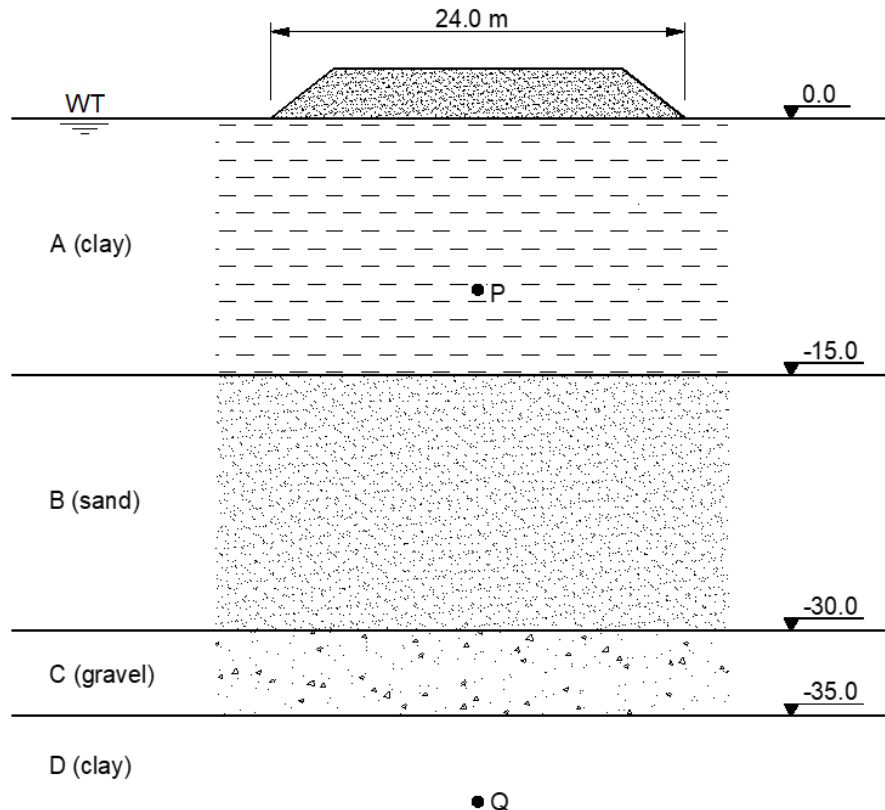 24.0 m
WT
0.0
A (clay)
P
-15.0
B (sand)
-30.0
C (gravel)
-35.0
D (clay)
Q